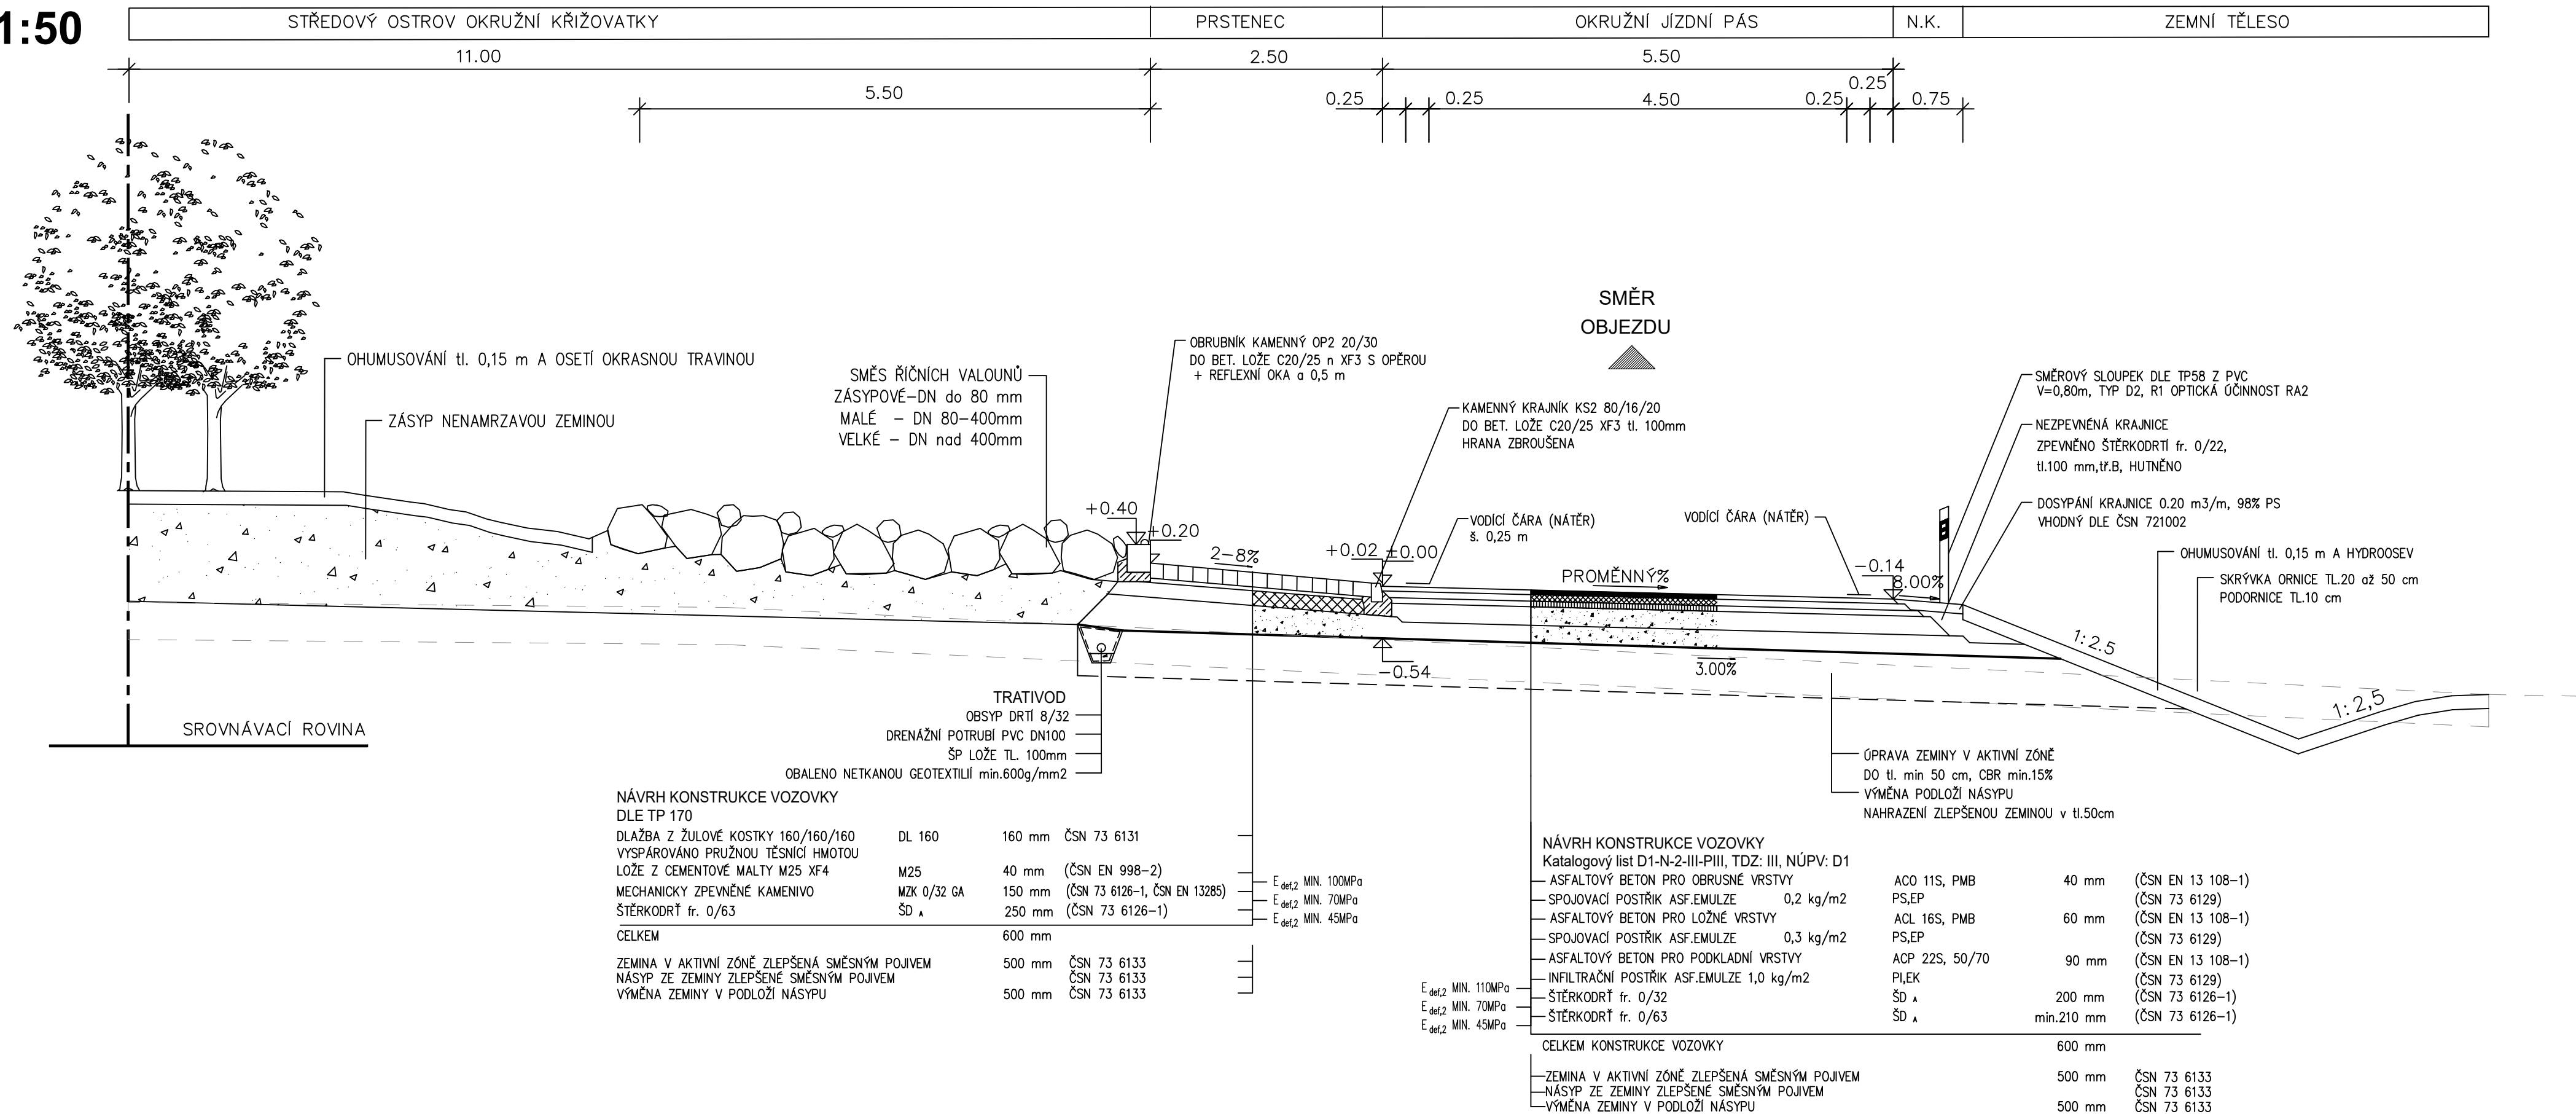 1:50
STŘEDOVÝ OSTROV OKRUŽNÍ KŘIŽOVATKY
PRSTENEC
OKRUŽNÍ JÍZDNÍ PÁS
N.K.
ZEMNÍ TĚLESO
11.00
2.50
5.50
5.50
0.25
0.25
4.50
0.25
0.25
0.75
SMĚR
OBJEZDU
OHUMUSOVÁNÍ tl. 0,15 m A OSETÍ OKRASNOU TRAVINOU
ZÁSYP NENAMRZAVOU ZEMINOU
SMĚS ŘÍČNÍCH VALOUNŮ
ZÁSYPOVÉ-DN do 80 mm
MALÉ - DN 80-400mm
VELKÉ - DN nad 400mm
OBRUBNÍK KAMENNÝ OP2 20/30
DO BET. LOŽE C20/25 n XF3 S OPĚROU
+ REFLEXNÍ OKA a 0,5 m
KAMENNÝ KRAJNÍK KS2 80/16/20
DO BET. LOŽE C20/25 XF3 tl. 100mm
HRANA ZBROUŠENA
SMĚROVÝ SLOUPEK DLE TP58 Z PVC
V=0,80m, TYP D2, R1 OPTICKÁ ÚČINNOST RA2
NEZPEVNĚNÁ KRAJNICE
ZPEVNĚNO ŠTĚRKODRTÍ fr. 0/22,
tl.100 mm,tř.B, HUTNĚNO
DOSYPÁNÍ KRAJNICE 0.20 m3/m, 98% PS
VHODNÝ DLE ČSN 721002
OHUMUSOVÁNÍ tl. 0,15 m A HYDROOSEV
SKRÝVKA ORNICE TL.20 až 50 cm
PODORNICE TL.10 cm
VODÍCÍ ČÁRA (NÁTĚR)
š. 0,25 m
VODÍCÍ ČÁRA (NÁTĚR)
+0.40
+0.20
2-8%
+0.02
±0.00
PROMĚNNÝ%
-0.14
8.00%
-0.54
3.00%
1:2.5
1:2,5
SROVNÁVACÍ ROVINA
TRATIVOD
OBSYP DRTÍ 8/32
DRENÁŽNÍ POTRUBÍ PVC DN100
ŠP LOŽE TL. 100mm
OBALENO NETKANOU GEOTEXTILIÍ min.600g/mm2
ÚPRAVA ZEMINY V AKTIVNÍ ZÓNĚ
DO tl. min 50 cm, CBR min.15%
VÝMĚNA PODLOŽÍ NÁSYPU
NAHRAZENÍ ZLEPŠENOU ZEMINOU v tl.50cm
NÁVRH KONSTRUKCE VOZOVKY
DLE TP 170
DLAŽBA Z ŽULOVÉ KOSTKY 160/160/160 DL 160 160 mm ČSN 73 6131
VYSPÁROVÁNO PRUŽNOU TĚSNÍCÍ HMOTOU
LOŽE Z CEMENTOVÉ MALTY M25 XF4 M25 40 mm (ČSN EN 998-2)
MECHANICKY ZPEVNĚNÉ KAMENIVO MZK 0/32 GA 150 mm (ČSN 73 6126-1, ČSN EN 13285)
ŠTĚRKODRŤ fr. 0/63 ŠD A 250 mm (ČSN 73 6126-1)
CELKEM 600 mm
ZEMINA V AKTIVNÍ ZÓNĚ ZLEPŠENÁ SMĚSNÝM POJIVEM 500 mm ČSN 73 6133
NÁSYP ZE ZEMINY ZLEPŠENÉ SMĚSNÝM POJIVEM ČSN 73 6133
VÝMĚNA ZEMINY V PODLOŽÍ NÁSYPU 500 mm ČSN 73 6133
E def,2 MIN. 100MPa
E def,2 MIN. 70MPa
E def,2 MIN. 45MPa
NÁVRH KONSTRUKCE VOZOVKY
Katalogový list D1-N-2-III-PIII, TDZ: III, NÚPV: D1
ASFALTOVÝ BETON PRO OBRUSNÉ VRSTVY ACO 11S, PMB 40 mm (ČSN EN 13 108-1)
SPOJOVACÍ POSTŘIK ASF.EMULZE 0,2 kg/m2 PS,EP (ČSN 73 6129)
ASFALTOVÝ BETON PRO LOŽNÉ VRSTVY ACL 16S, PMB 60 mm (ČSN EN 13 108-1)
SPOJOVACÍ POSTŘIK ASF.EMULZE 0,3 kg/m2 PS,EP (ČSN 73 6129)
ASFALTOVÝ BETON PRO PODKLADNÍ VRSTVY ACP 22S, 50/70 90 mm (ČSN EN 13 108-1)
INFILTRAČNÍ POSTŘIK ASF.EMULZE 1,0 kg/m2 PI,EK (ČSN 73 6129)
ŠTĚRKODRŤ fr. 0/32 ŠD A 200 mm (ČSN 73 6126-1)
ŠTĚRKODRŤ fr. 0/63 ŠD A min.210 mm (ČSN 73 6126-1)
E def,2 MIN. 110MPa
E def,2 MIN. 70MPa
E def,2 MIN. 45MPa
CELKEM KONSTRUKCE VOZOVKY 600 mm
ZEMINA V AKTIVNÍ ZÓNĚ ZLEPŠENÁ SMĚSNÝM POJIVEM 500 mm ČSN 73 6133
NÁSYP ZE ZEMINY ZLEPŠENÉ SMĚSNÝM POJIVEM ČSN 73 6133
VÝMĚNA ZEMINY V PODLOŽÍ NÁSYPU 500 mm ČSN 73 6133